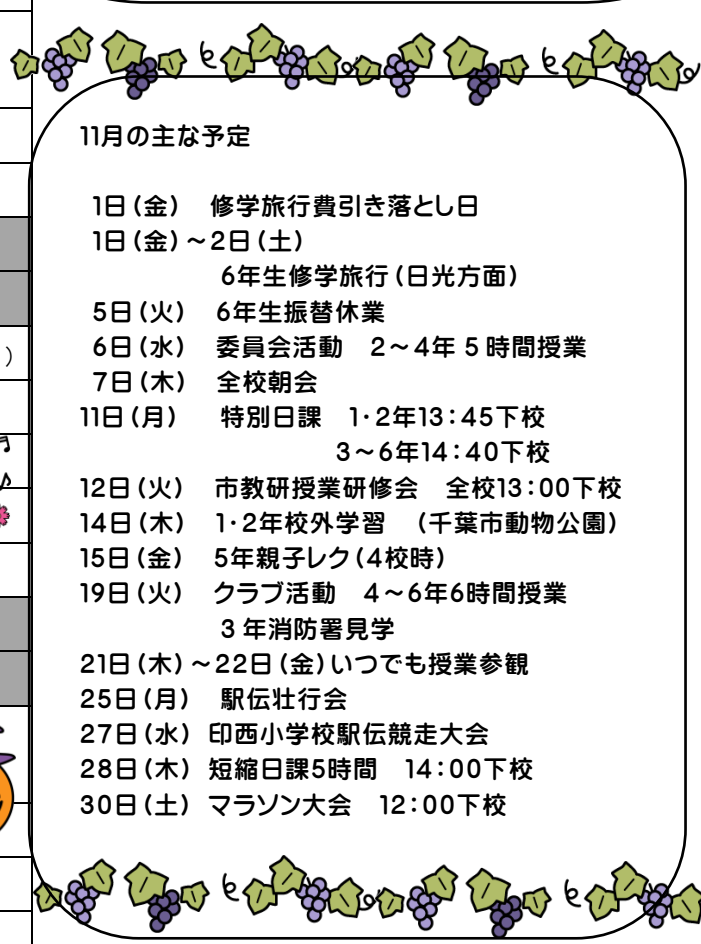 11月の主な予定
1日(金) 修学旅行費引き落とし日
1日(金)~2日(土)
6年生修学旅行(日光方面)
5日(火) 6年生振替休業
6日(水) 委員会活動 2~4年5時間授業
7日(木) 全校朝会
11日(月) 特別日課 1・2年13:45下校
3~6年14:40下校
12日(火) 市教研授業研修会 全校13:00下校
14日(木) 1・2年校外学習 (千葉市動物公園)
15日(金) 5年親子レク(4校時)
19日(火) クラブ活動 4~6年6時間授業
3年消防署見学
21日(木)~22日(金)いつでも授業参観
25日(月) 駅伝壮行会
27日(水) 印西小学校駅伝競走大会
28日(木) 短縮日課5時間 14:00下校
30日(土) マラソン大会 12:00下校
)